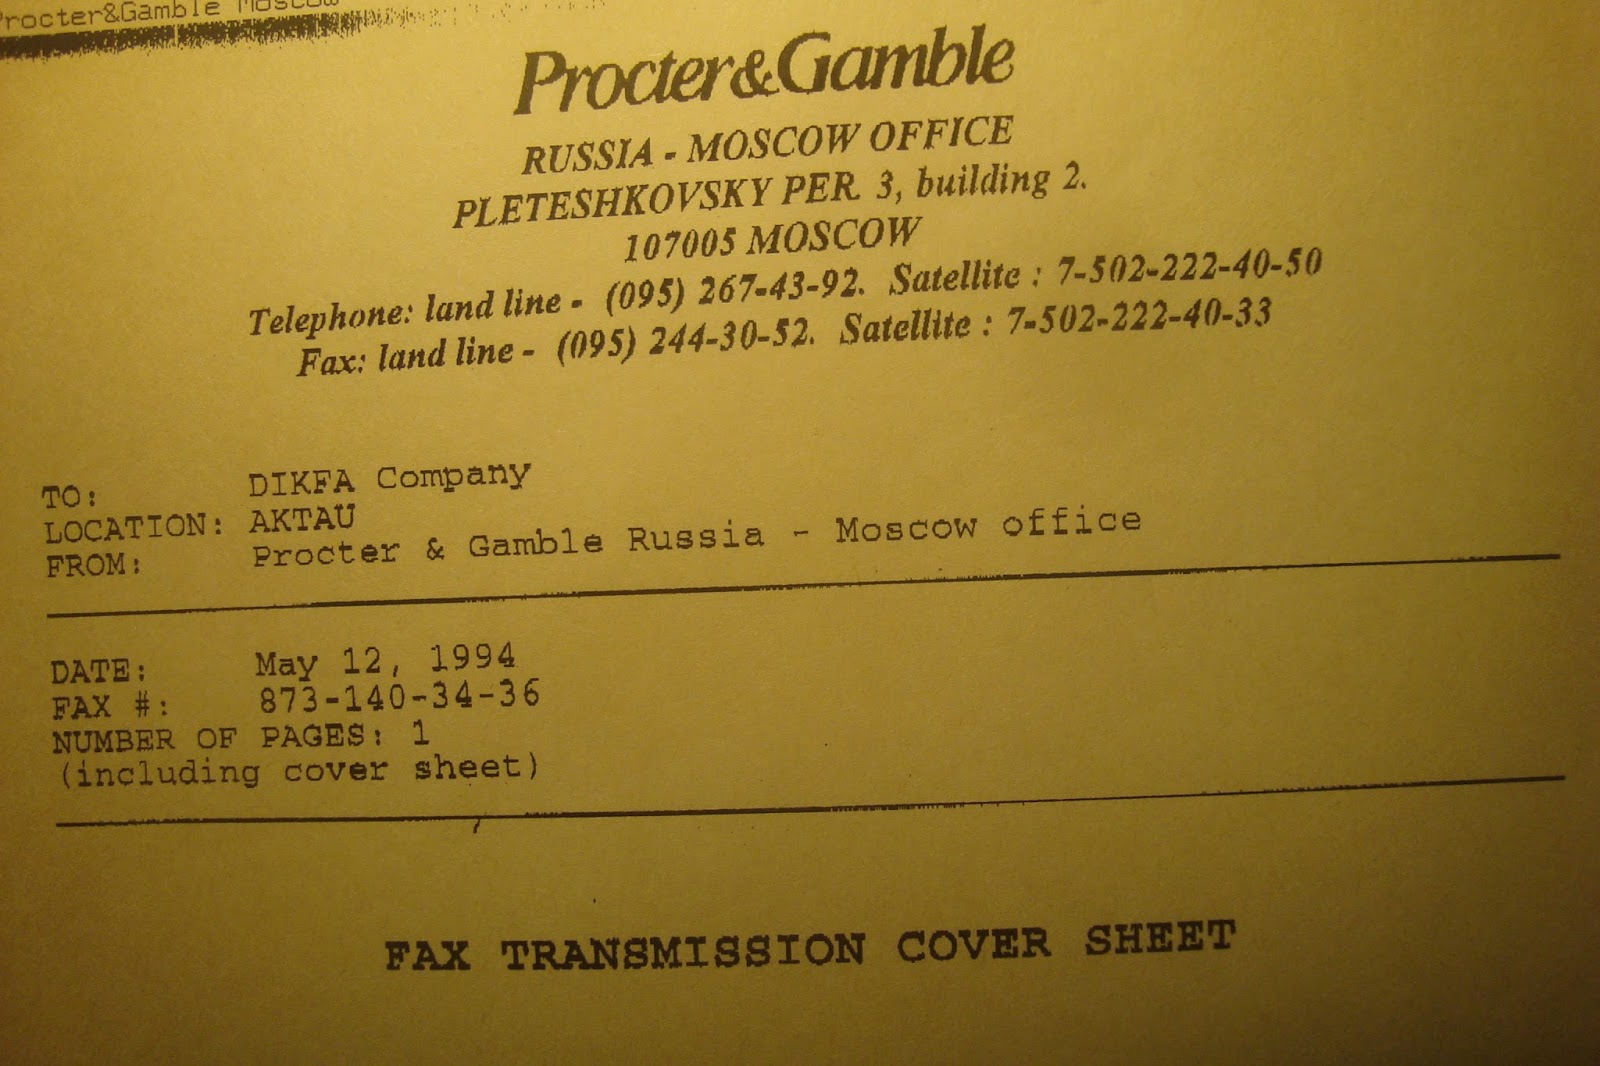 Procter&Gamble Moscow
Procter&Gamble
RUSSIA - MOSCOW OFFICE
PLETESHKOVSKY PER. 3, building 2.
107005 MOSCOW
Telephone: land line - (095) 267-43-92. Satellite : 7-502-222-40-50
Fax: land line - (095) 244-30-52. Satellite : 7-502-222-40-33
TO: DIKFA Company
LOCATION: AKTAU
FROM: Procter & Gamble Russia - Moscow office
DATE: May 12, 1994
FAX #: 873-140-34-36
NUMBER OF PAGES: 1
(including cover sheet)
FAX TRANSMISSION COVER SHEET